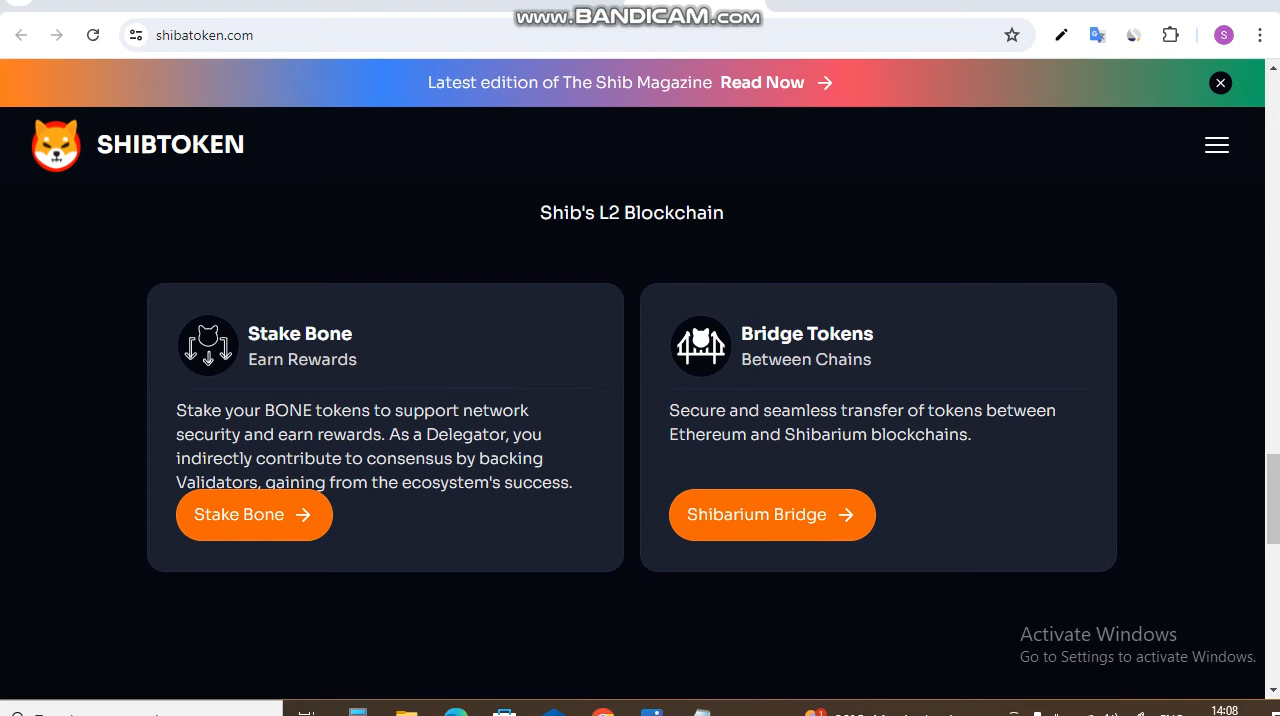 www.BANDICAM.com
shibatoken.com
S
Latest edition of The Shib Magazine Read Now →
SHIBTOKEN
Shib's L2 Blockchain
Stake Bone
Earn Rewards
Stake your BONE tokens to support network
security and earn rewards. As a Delegator, you
indirectly contribute to consensus by backing
Validators, gaining from the ecosystem's success.
Stake Bone →
Bridge Tokens
Between Chains
Secure and seamless transfer of tokens between
Ethereum and Shibarium blockchains.
Shibarium Bridge →
Activate Windows
Go to Settings to activate Windows.
14:08